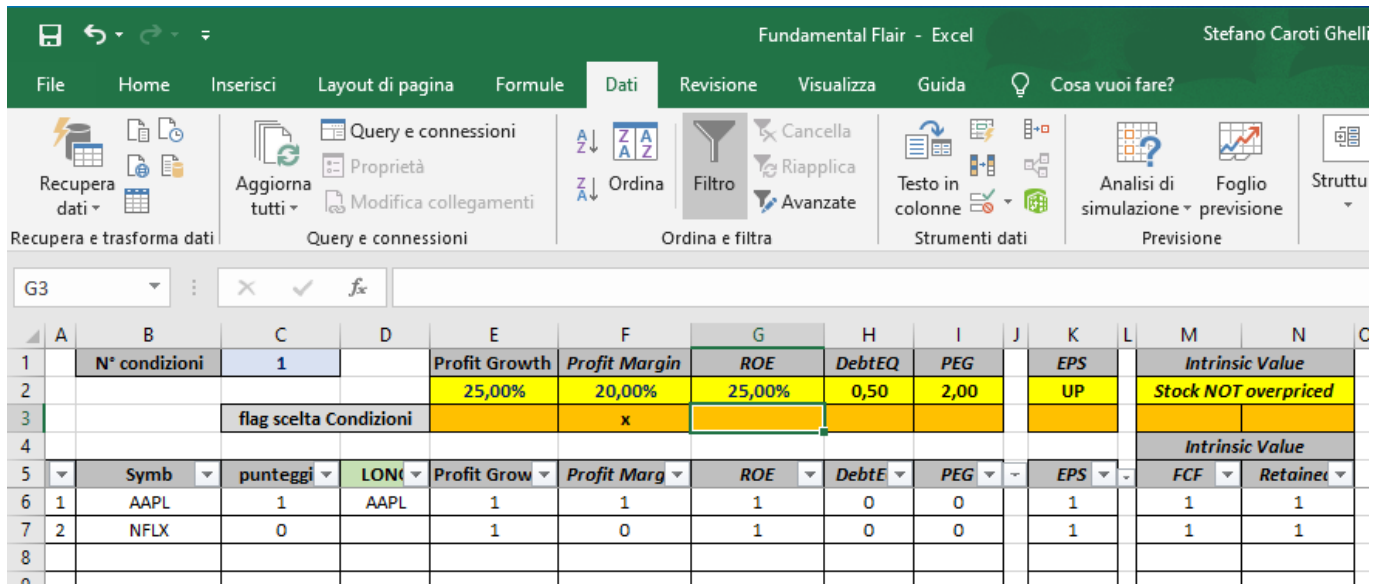 Fundamental Flair - Excel Stefano Caroti Ghelli
File Home Inserisci Layout di pagina Formule Dati Revisione Visualizza Guida Cosa vuoi fare?
Recupera dati
Aggiorna tutti
Query e connessioni
Proprietà
Modifica collegamenti
Ordina
Filtro
Cancella
Riapplica
Avanzate
Testo in colonne
Analisi di simulazione
Foglio previsione
Struttu
Recupera e trasforma dati Query e connessioni Ordina e filtra Strumenti dati Previsione
G3 fx
A B C D E F G H I J K L M N O
1 N° condizioni 1 Profit Growth Profit Margin ROE DebtEQ PEG EPS Intrinsic Value
2 25,00% 20,00% 25,00% 0,50 2,00 UP Stock NOT overpriced
3 flag scelta Condizioni x
4 Intrinsic Value
5 Symb punteggi LONG Profit Grow Profit Marg ROE DebtE PEG EPS FCF Retained
6 1 AAPL 1 AAPL 1 1 1 0 0 1 1 1
7 2 NFLX 0 1 0 1 0 0 1 1 1
8
9